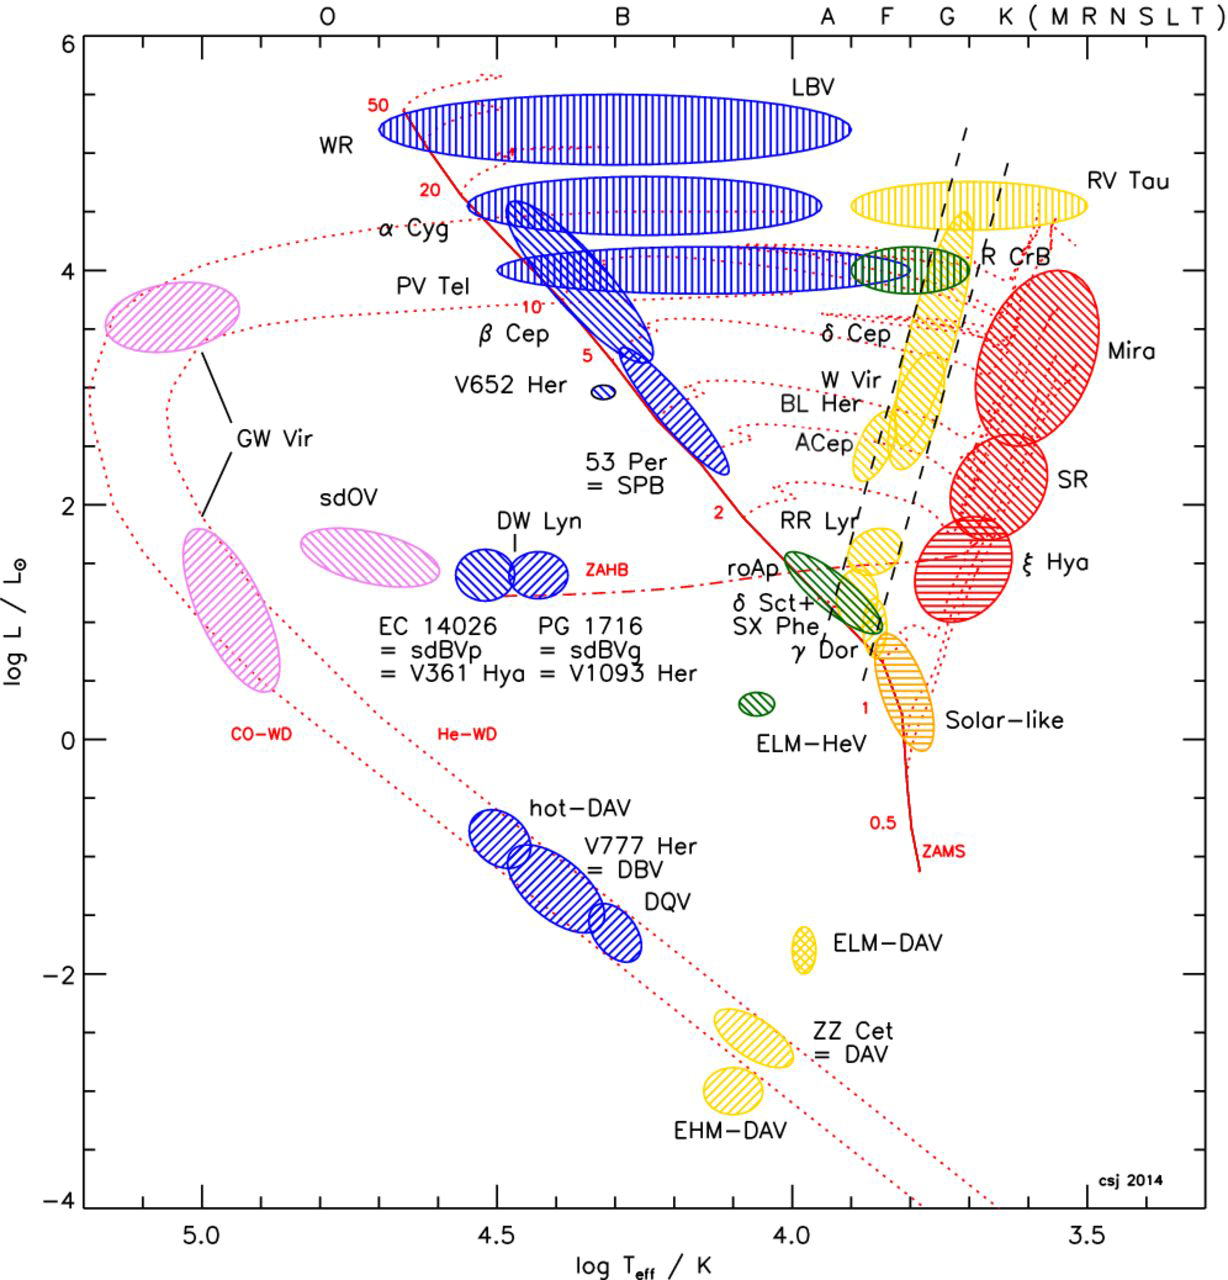 O B A F G K ( M R N S L T )
6
LBV
50
WR
RV Tau
20
α Cyg
R CrB
4
PV Tel
10
β Cep
δ Cep
5
Mira
V652 Her
W Vir
BL Her
GW Vir
ACep
53 Per
= SPB
SR
sdOV
2
DW Lyn
2
RR Lyr
ZAHB
roAp
ξ Hya
EC 14026
= sdBVp
= V361 Hya
PG 1716
= sdBVg
= V1093 Her
δ Sct+
SX Phe
γ Dor
1
Solar-like
CO-WD
He-WD
0
ELM-HeV
hot-DAV
0.5
V777 Her
= DBV
ZAMS
DQV
ELM-DAV
-2
ZZ Cet
= DAV
EHM-DAV
csj 2014
-4
5.0 4.5 4.0 3.5
log Teff / K
log L / L☉